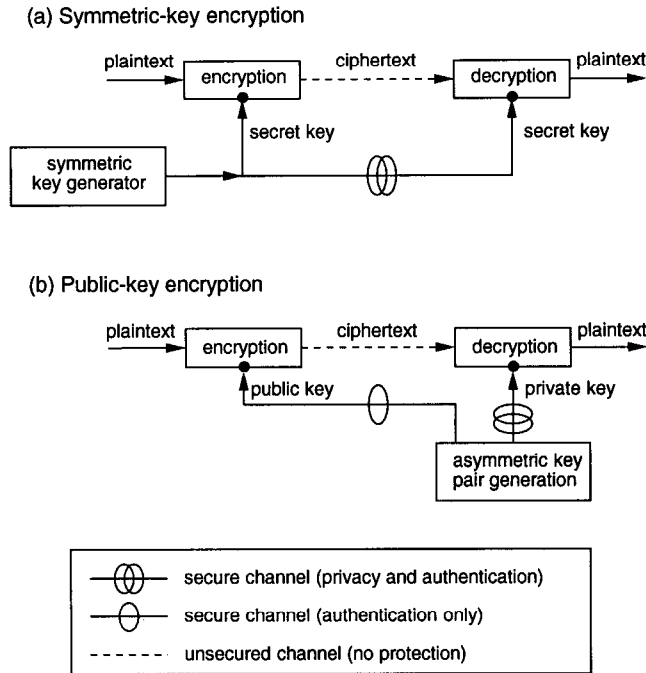 (a) Symmetric-key encryption
plaintext
encryption
ciphertext
decryption
plaintext
secret key
secret key
symmetric
key generator
(b) Public-key encryption
plaintext
encryption
ciphertext
decryption
plaintext
public key
private key
asymmetric key
pair generation
secure channel (privacy and authentication)
secure channel (authentication only)
unsecured channel (no protection)